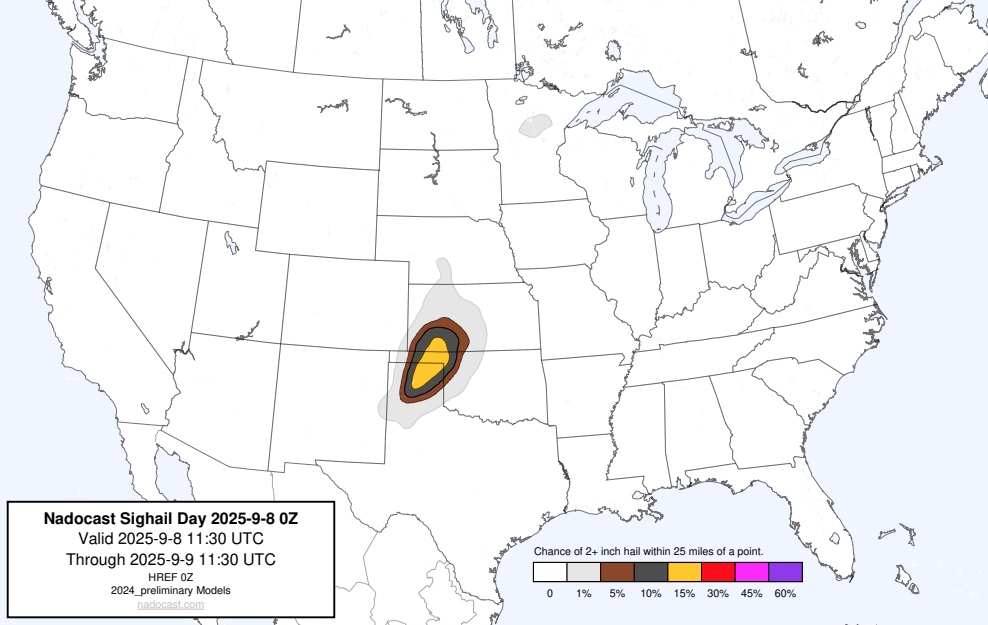 Nadocast Sighail Day 2025-9-8 0Z
Valid 2025-9-8 11:30 UTC
Through 2025-9-9 11:30 UTC
HREF 0Z
2024_preliminary Models
nadocast.com
Chance of 2+ inch hail within 25 miles of a point.
0 1% 5% 10% 15% 30% 45% 60%